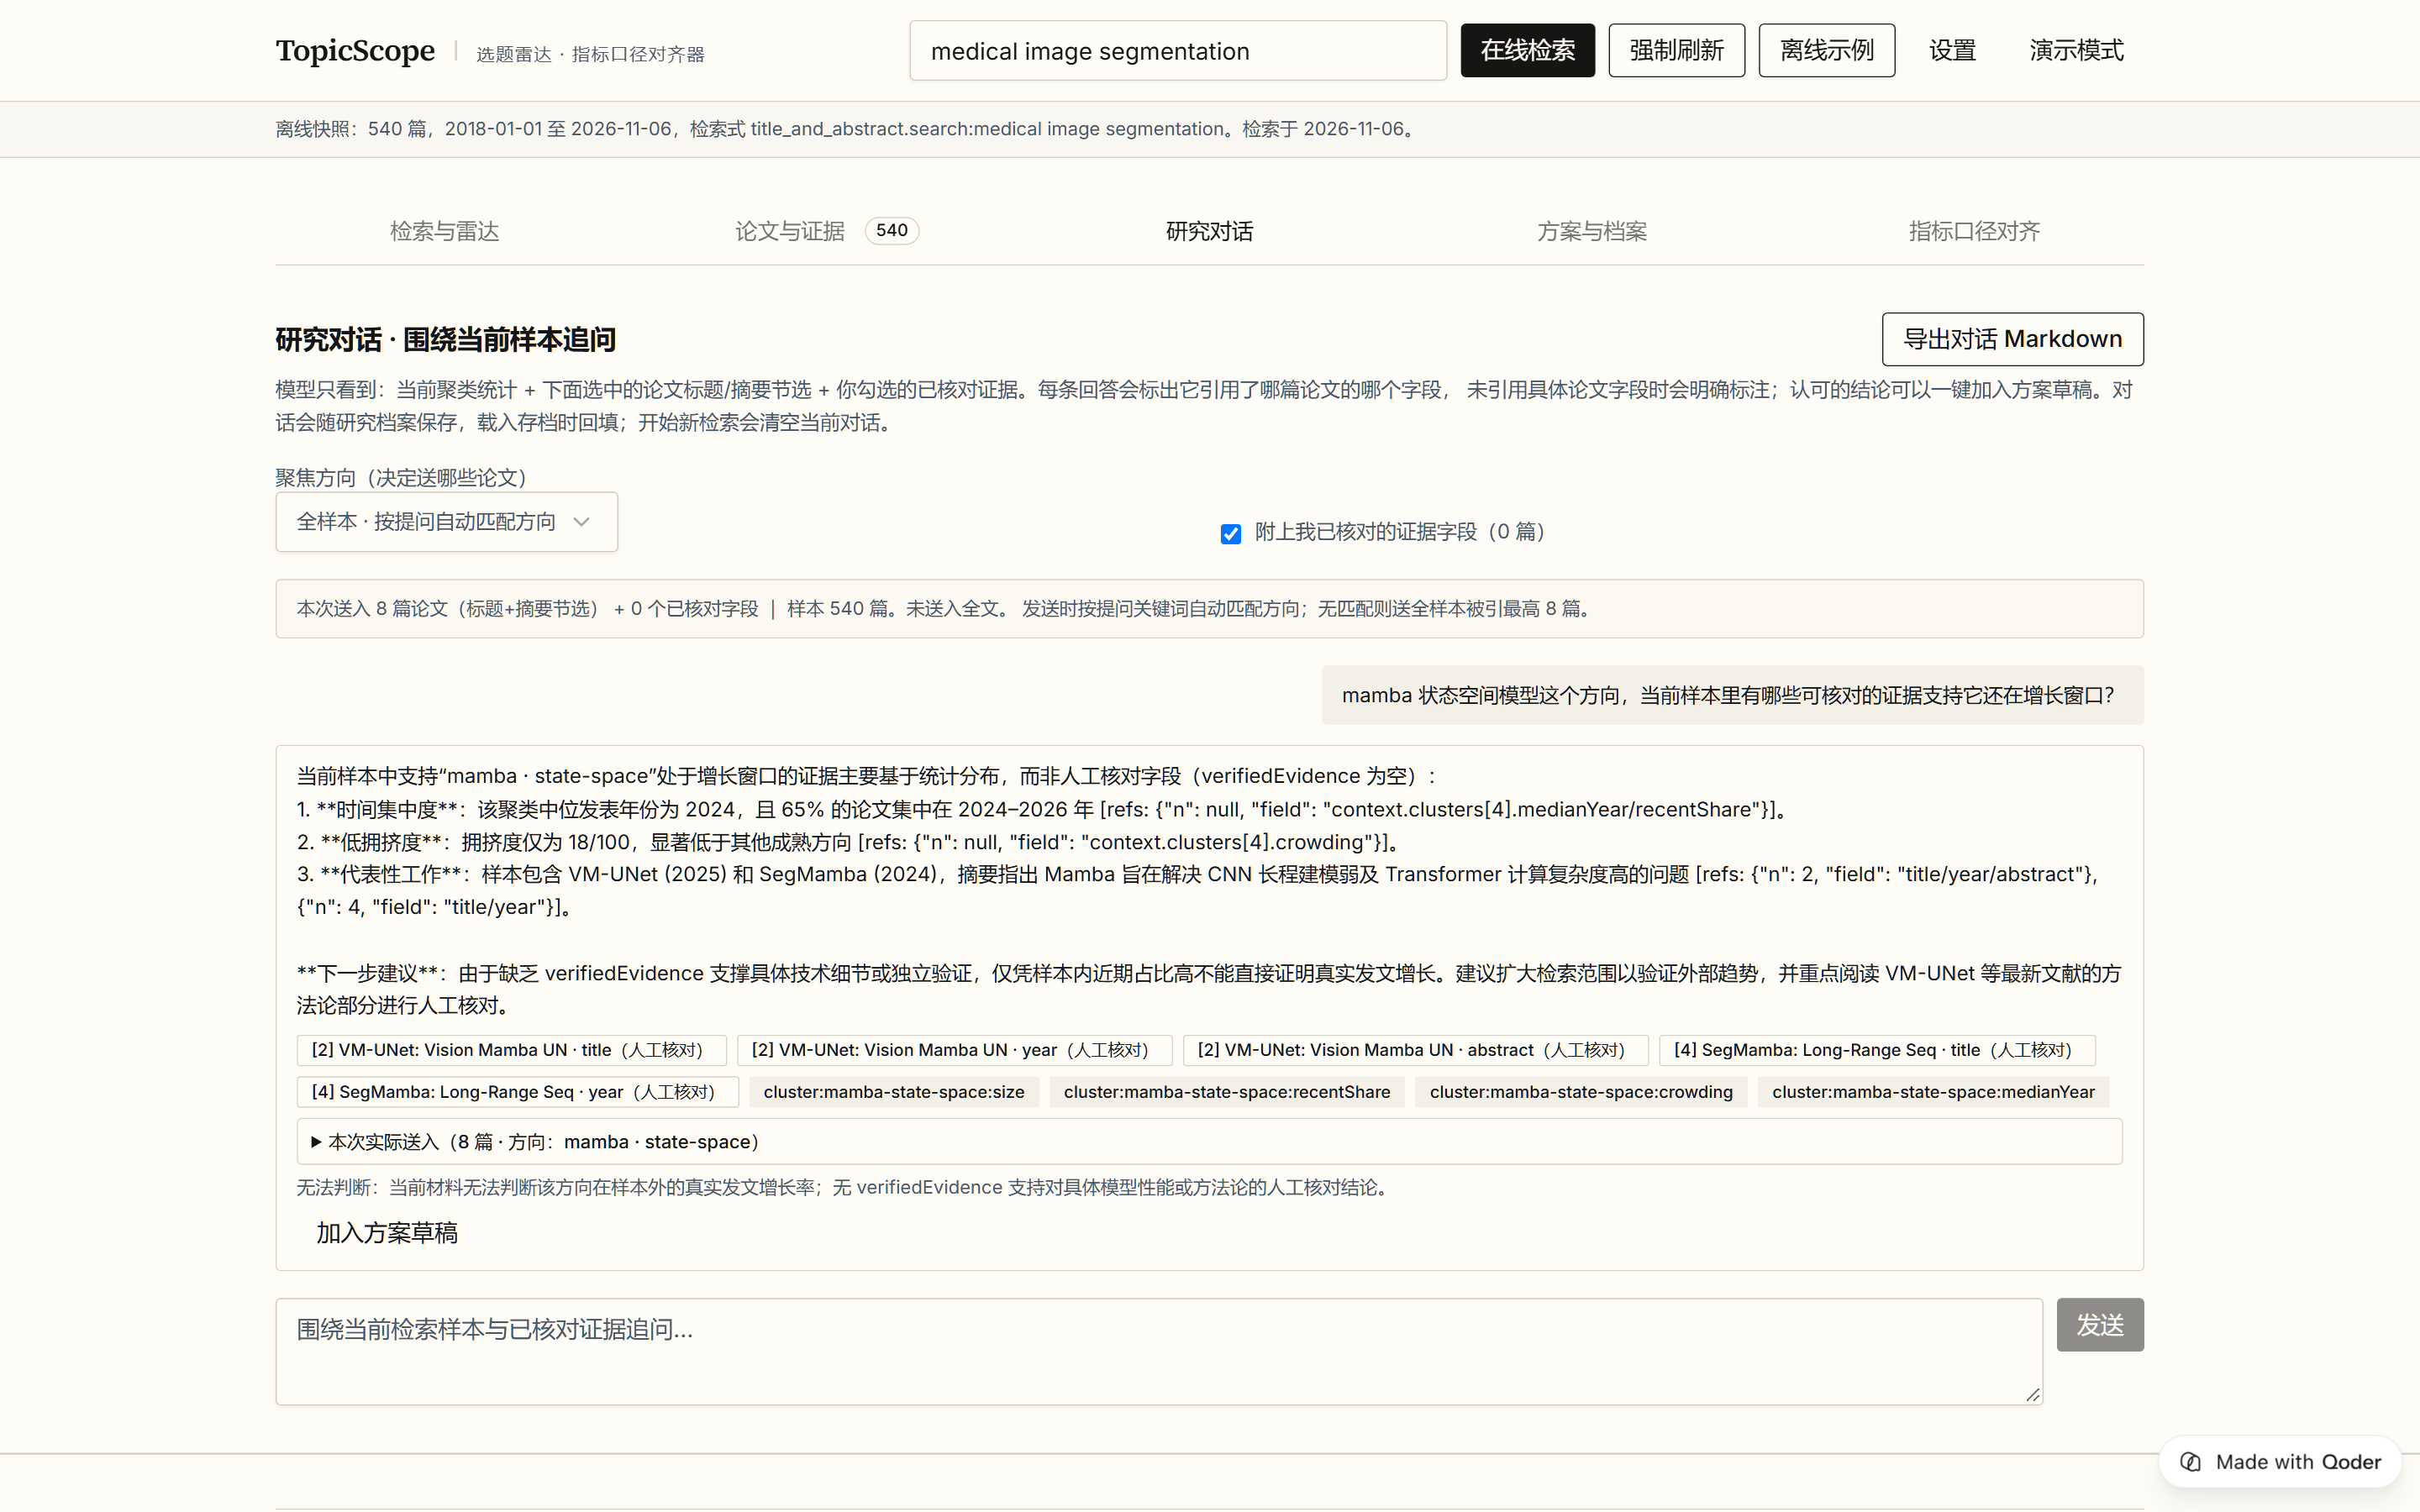 TopicScope
选题雷达 · 指标口径对齐器
medical image segmentation
在线检索
强制刷新
离线示例
设置
演示模式
离线快照：540 篇，2018-01-01 至 2026-11-06，检索式 title_and_abstract.search:medical image segmentation。检索于 2026-11-06。
检索与雷达
论文与证据 540
研究对话
方案与档案
指标口径对齐
研究对话 · 围绕当前样本追问
导出对话 Markdown
模型只看到：当前聚类统计 + 下面选中的论文标题/摘要节选 + 你勾选的已核对证据。每条回答会标出它引用了哪篇论文的哪个字段， 未引用具体论文字段时会明确标注；认可的结论可以一键加入方案草稿。对
话会随研究档案保存，载入存档时回填；开始新检索会清空当前对话。
聚焦方向（决定送哪些论文）
全样本 · 按提问自动匹配方向
附上我已核对的证据字段（0 篇）
本次送入 8 篇论文（标题+摘要节选） + 0 个已核对字段 | 样本 540 篇。未送入全文。 发送时按提问关键词自动匹配方向；无匹配则送全样本被引最高 8 篇。
mamba 状态空间模型这个方向，当前样本里有哪些可核对的证据支持它还在增长窗口？
当前样本中支持“mamba · state-space”处于增长窗口的证据主要基于统计分布，而非人工核对字段（verifiedEvidence 为空）：
1. **时间集中度**：该聚类中位发表年份为 2024，且 65% 的论文集中在 2024–2026 年 [refs: {"n": null, "field": "context.clusters[4].medianYear/recentShare"}]。
2. **低拥挤度**：拥挤度仅为 18/100，显著低于其他成熟方向 [refs: {"n": null, "field": "context.clusters[4].crowding"}]。
3. **代表性工作**：样本包含 VM-UNet (2025) 和 SegMamba (2024)，摘要指出 Mamba 旨在解决 CNN 长程建模弱及 Transformer 计算复杂度高的问题 [refs: {"n": 2, "field": "title/year/abstract"},
{"n": 4, "field": "title/year"}]。
**下一步建议**：由于缺乏 verifiedEvidence 支撑具体技术细节或独立验证，仅凭样本内近期占比高不能直接证明真实发文增长。建议扩大检索范围以验证外部趋势，并重点阅读 VM-UNet 等最新文献的方
法论部分进行人工核对。
[2] VM-UNet: Vision Mamba UN · title（人工核对）
[2] VM-UNet: Vision Mamba UN · year（人工核对）
[2] VM-UNet: Vision Mamba UN · abstract（人工核对）
[4] SegMamba: Long-Range Seq · title（人工核对）
[4] SegMamba: Long-Range Seq · year（人工核对）
cluster:mamba-state-space:size
cluster:mamba-state-space:recentShare
cluster:mamba-state-space:crowding
cluster:mamba-state-space:medianYear
▶ 本次实际送入（8 篇 · 方向：mamba · state-space）
无法判断：当前材料无法判断该方向在样本外的真实发文增长率；无 verifiedEvidence 支持对具体模型性能或方法论的人工核对结论。
加入方案草稿
围绕当前检索样本与已核对证据追问...
发送
Made with Qoder